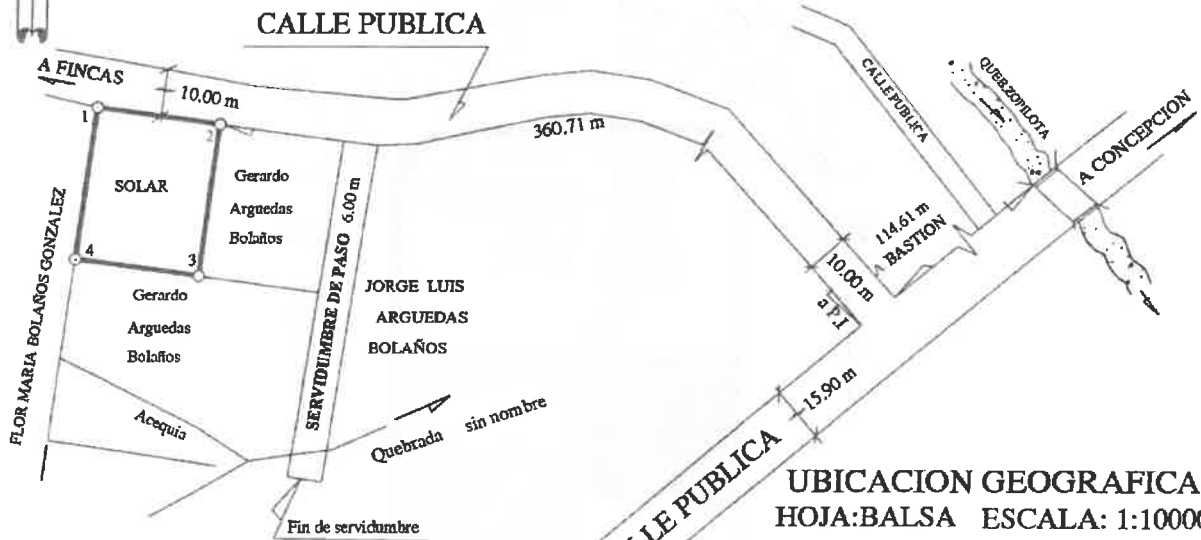 CALLE PUBLICA
A FINCAS
10.00 m
1
2
360.71 m
CALLE PUBLICA
QUEB ZOPILOTA
A CONCEPCION
SOLAR
Gerardo
Arguedas
Bolaños
FLOR MARIA BOLAÑOS GONZALEZ
SERVIDUMBRE DE PASO 6.00 m
114.61 m
BASTION
10.00 m
a P.I
4
3
Gerardo
Arguedas
Bolaños
JORGE LUIS
ARGUEDAS
BOLAÑOS
Acequia
Quebrada sin nombre
Fin de servidumbre
15.90 m
LLE PUBLICA
UBICACION GEOGRAFICA
HOJA:BALSA ESCALA: 1:10000